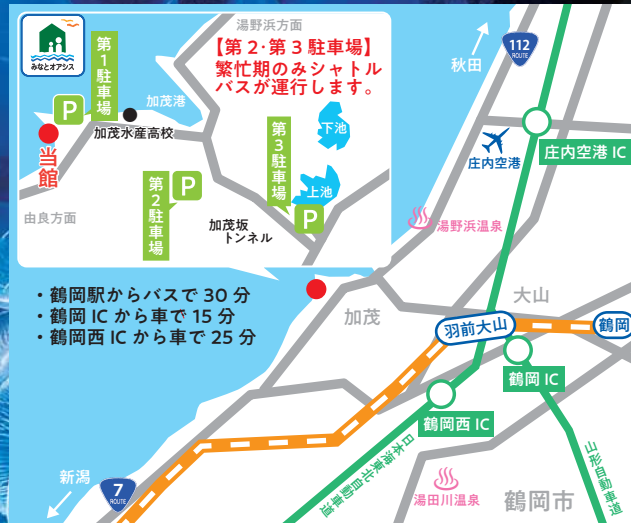 みなとオアシス
第1駐車場
P
当館
加茂水産高校
加茂港
湯野浜方面
【第2・第3駐車場】
繁忙期のみシャトル
バスが運行します。
下池
上池
第3駐車場
P
第2駐車場
P
加茂坂
トンネル
由良方面
・鶴岡駅からバスで 30 分
・鶴岡 IC から車で 15 分
・鶴岡西 IC から車で 25 分
秋田
112
ROUTE
庄内空港
庄内空港 IC
湯野浜温泉
加茂
大山
羽前大山
鶴岡
鶴岡 IC
鶴岡西 IC
日本海東北自動車道
山形自動車道
湯田川温泉
鶴岡市
新潟
7
ROUTE